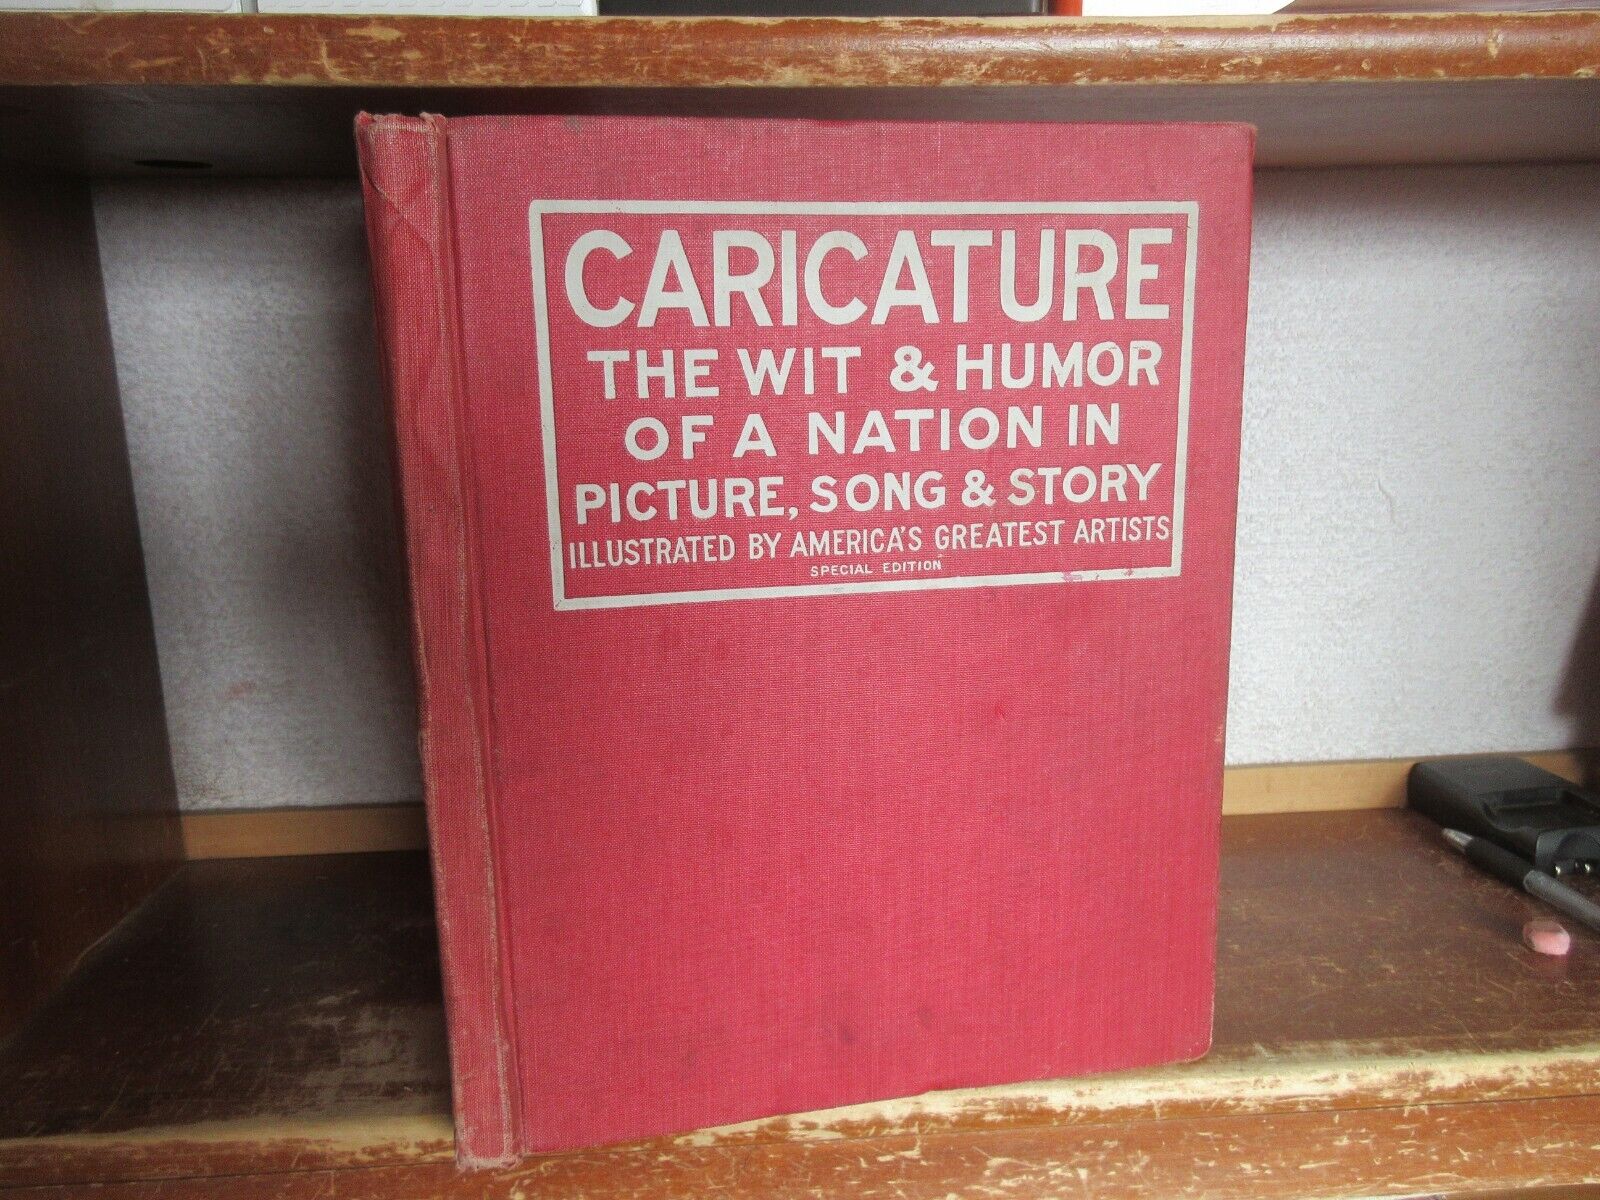 CARICATURE
THE WIT & HUMOR
OF A NATION IN
PICTURE, SONG & STORY
ILLUSTRATED BY AMERICA'S GREATEST ARTISTS
SPECIAL EDITION